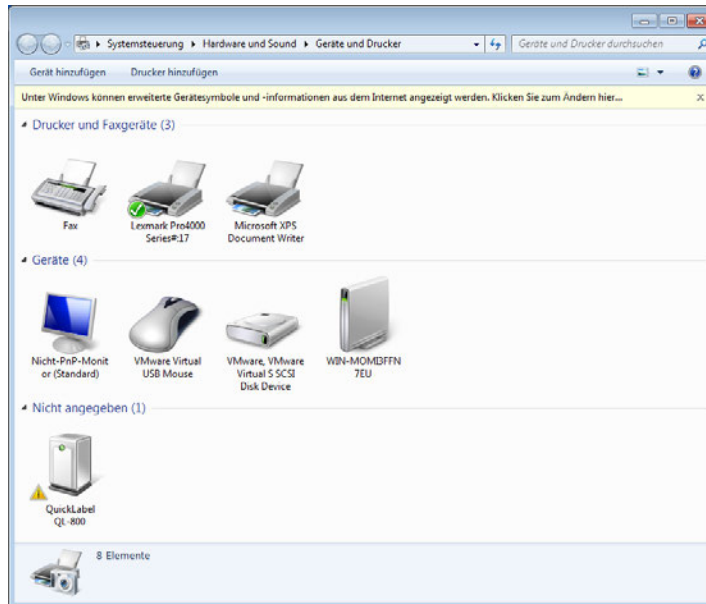 Systemsteuerung ▸ Hardware und Sound ▸ Geräte und Drucker
Geräte und Drucker durchsuchen
Gerät hinzufügen
Drucker hinzufügen
Unter Windows können erweiterte Gerätesymbole und -informationen aus dem Internet angezeigt werden. Klicken Sie zum Ändern hier...
Drucker und Faxgeräte (3)
Fax
Lexmark Pro4000
Series#:17
Microsoft XPS
Document Writer
Geräte (4)
Nicht-PnP-Monit
or (Standard)
VMware Virtual
USB Mouse
VMware, VMware
Virtual S SCSI
Disk Device
WIN-MOMI3FFN
7EU
Nicht angegeben (1)
QuickLabel
QL-800
8 Elemente